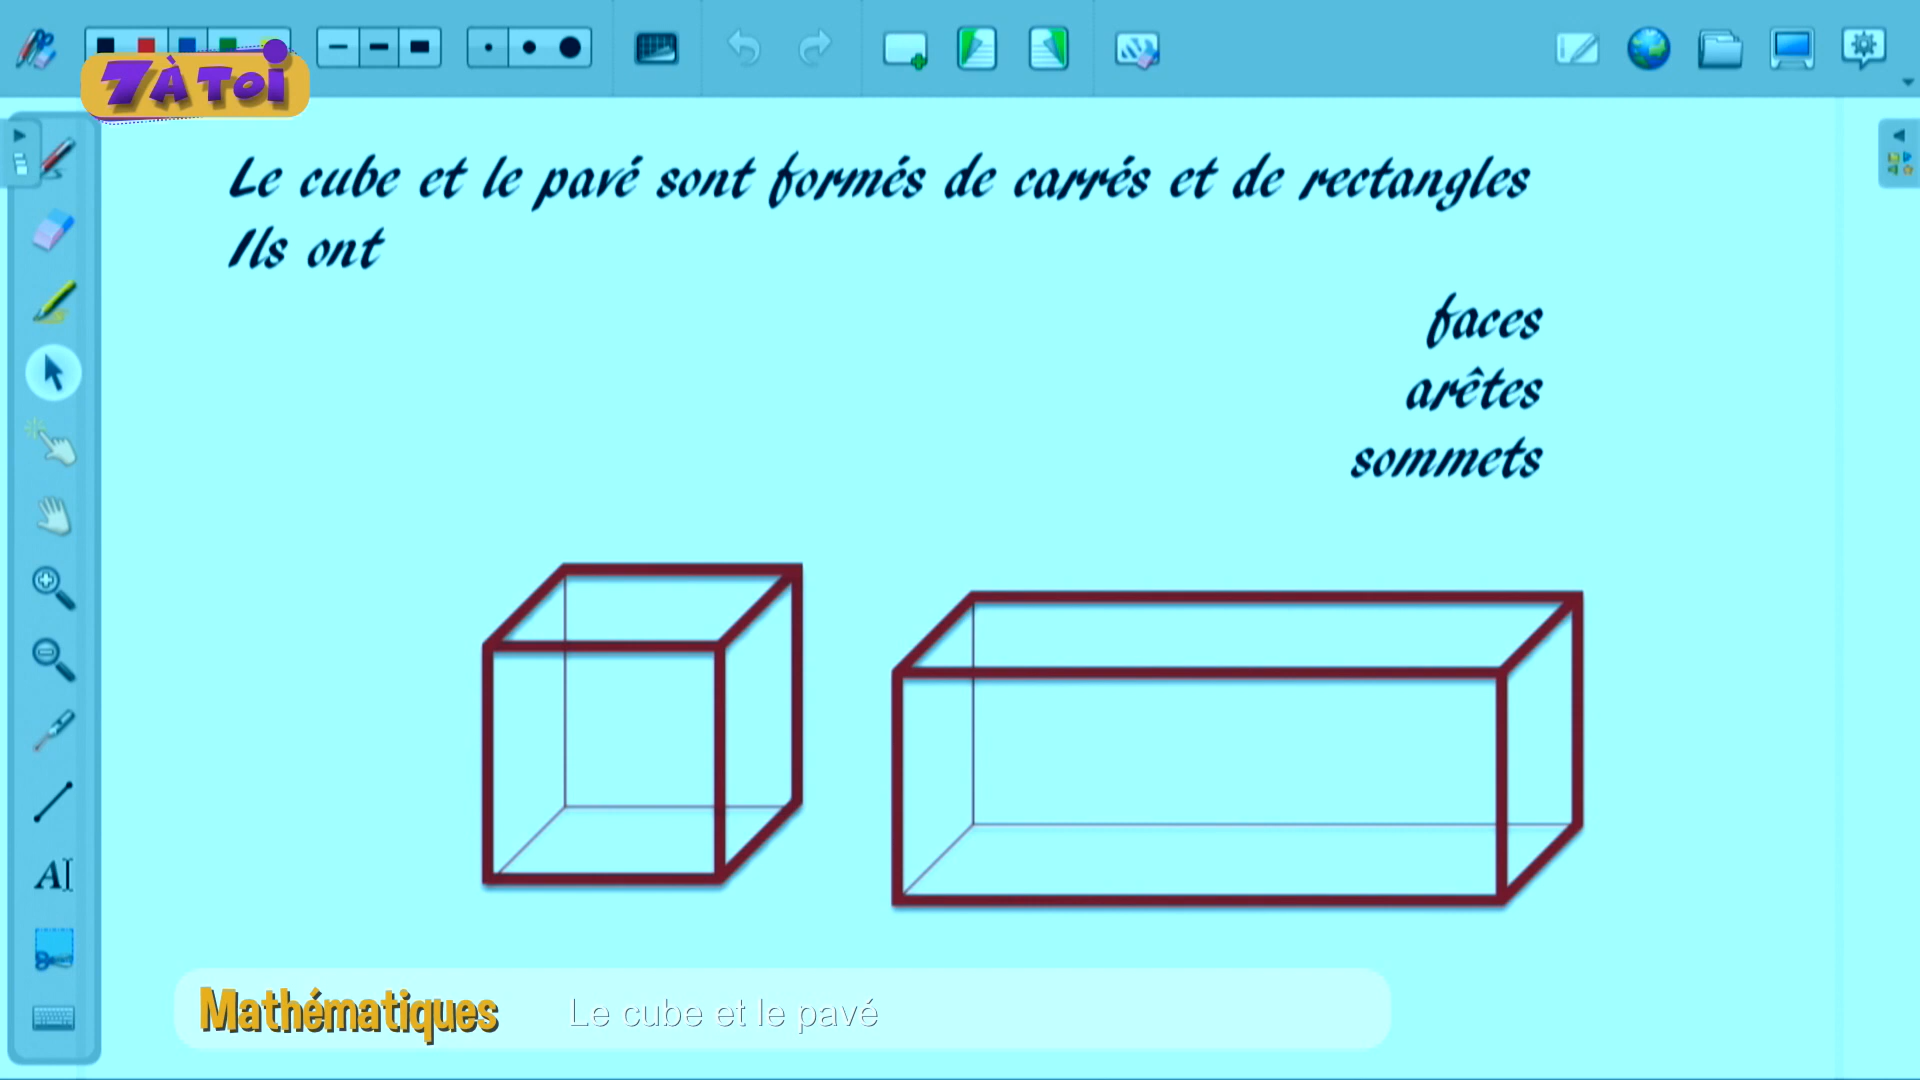 7 À Toi
Le cube et le pavé sont formés de carrés et de rectangles
Ils ont
faces
arêtes
sommets
A
Mathématiques
Le cube et le pavé